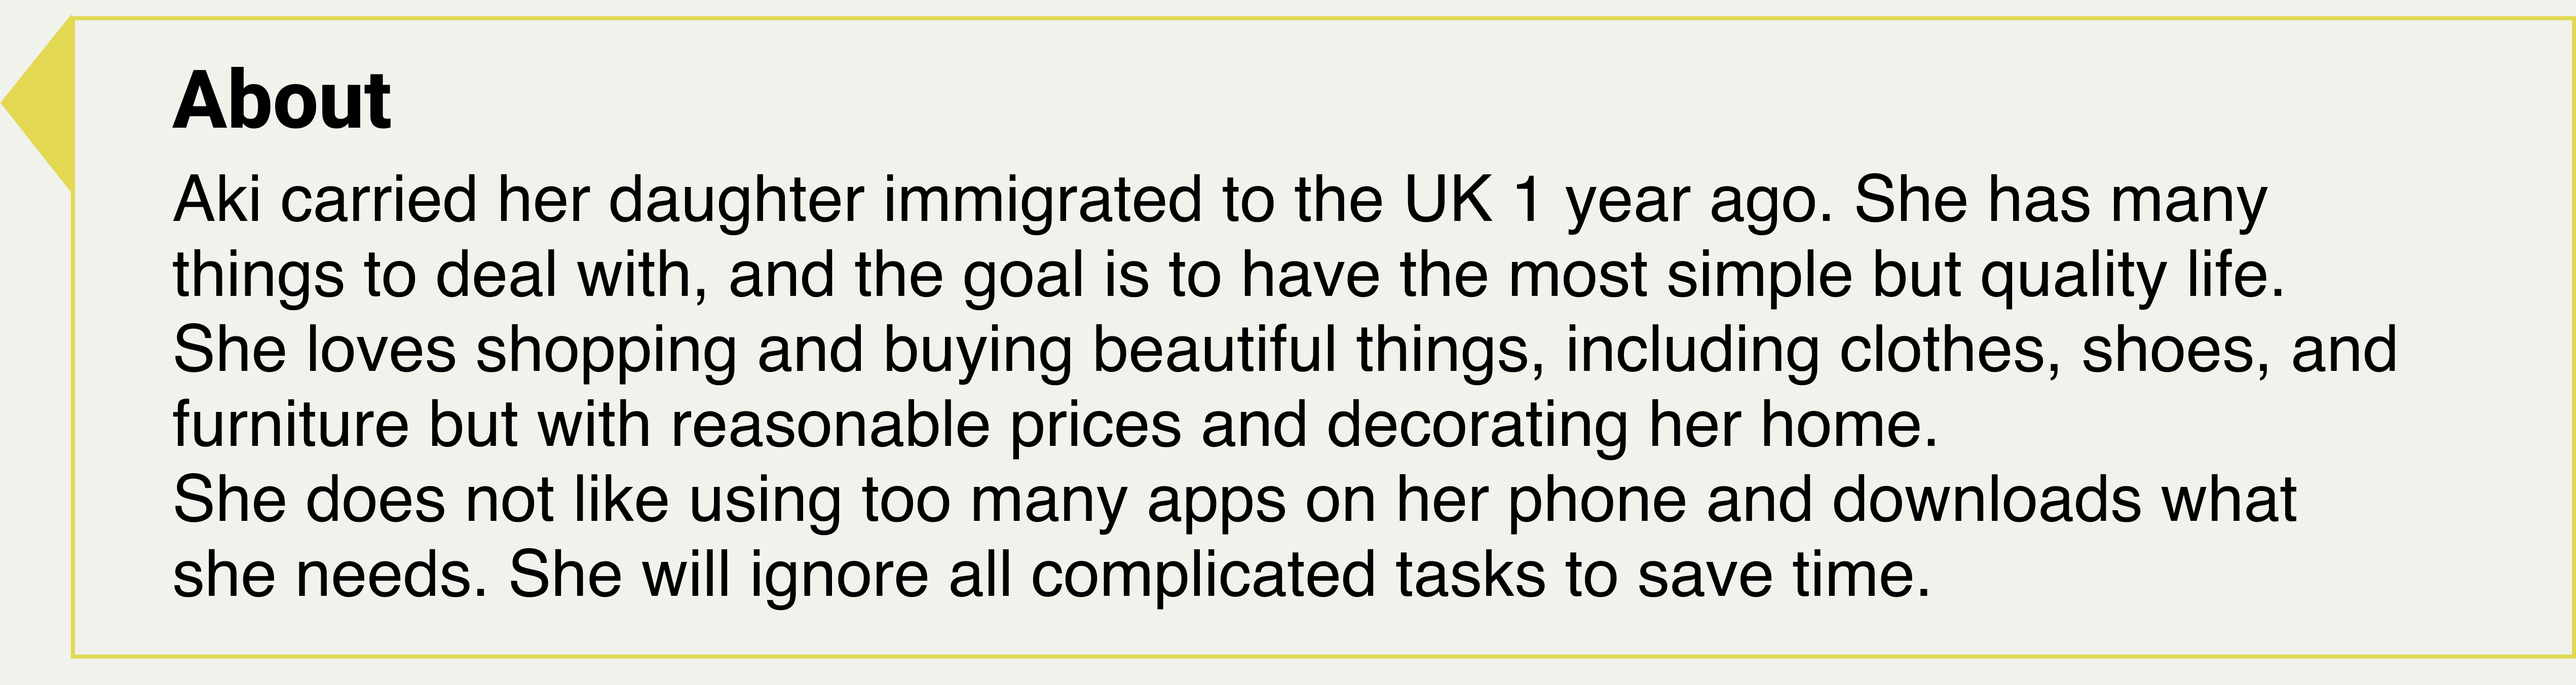 About
Aki carried her daughter immigrated to the UK 1 year ago. She has many
things to deal with, and the goal is to have the most simple but quality life.
She loves shopping and buying beautiful things, including clothes, shoes, and
furniture but with reasonable prices and decorating her home.
She does not like using too many apps on her phone and downloads what
she needs. She will ignore all complicated tasks to save time.